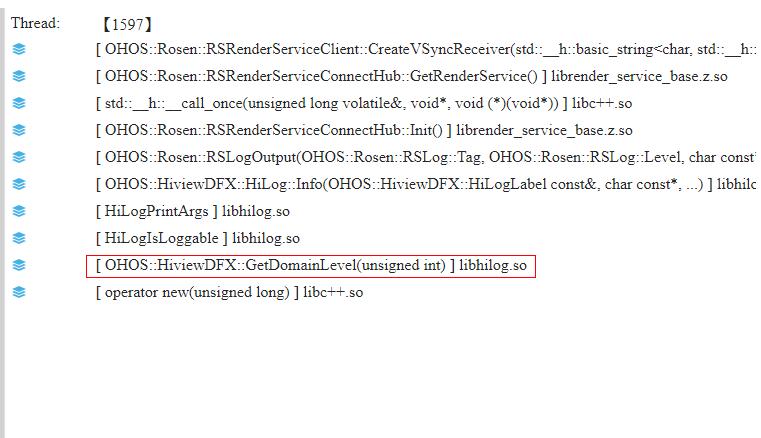 Thread: 【1597】
[ OHOS::Rosen::RSRenderServiceClient::CreateVSyncReceiver(std::__h::basic_string<char, std::__h::
[ OHOS::Rosen::RSRenderServiceConnectHub::GetRenderService() ] librender_service_base.z.so
[ std::__h::__call_once(unsigned long volatile&, void*, void (*)(void*)) ] libc++.so
[ OHOS::Rosen::RSRenderServiceConnectHub::Init() ] librender_service_base.z.so
[ OHOS::Rosen::RSLogOutput(OHOS::Rosen::RSLog::Tag, OHOS::Rosen::RSLog::Level, char const*
[ OHOS::HiviewDFX::HiLog::Info(OHOS::HiviewDFX::HiLogLabel const&, char const*, ...) ] libhilo
[ HiLogPrintArgs ] libhilog.so
[ HiLogIsLoggable ] libhilog.so
[ OHOS::HiviewDFX::GetDomainLevel(unsigned int) ] libhilog.so
[ operator new(unsigned long) ] libc++.so